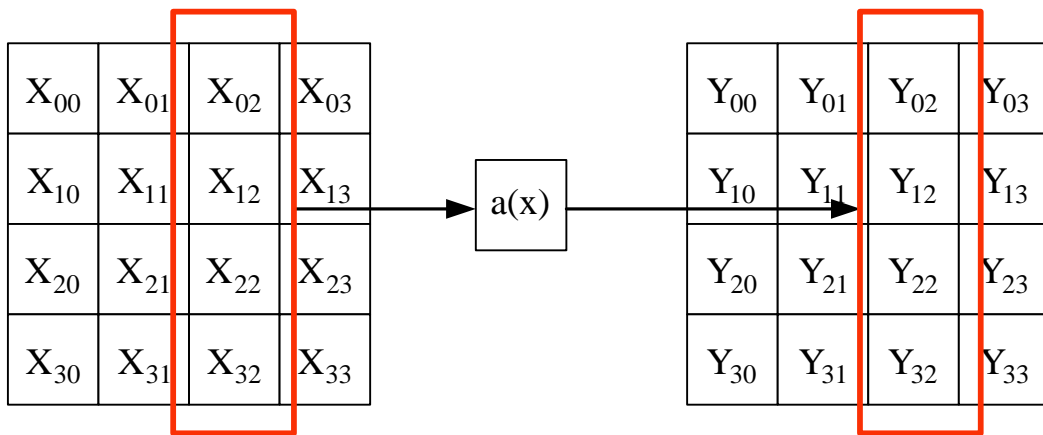 X₀₀ X₀₁ X₀₂ X₀₃ Y₀₀ Y₀₁ Y₀₂ Y₀₃
X₁₀ X₁₁ X₁₂ X₁₃ a(x) Y₁₀ Y₁₁ Y₁₂ Y₁₃
X₂₀ X₂₁ X₂₂ X₂₃ Y₂₀ Y₂₁ Y₂₂ Y₂₃
X₃₀ X₃₁ X₃₂ X₃₃ Y₃₀ Y₃₁ Y₃₂ Y₃₃